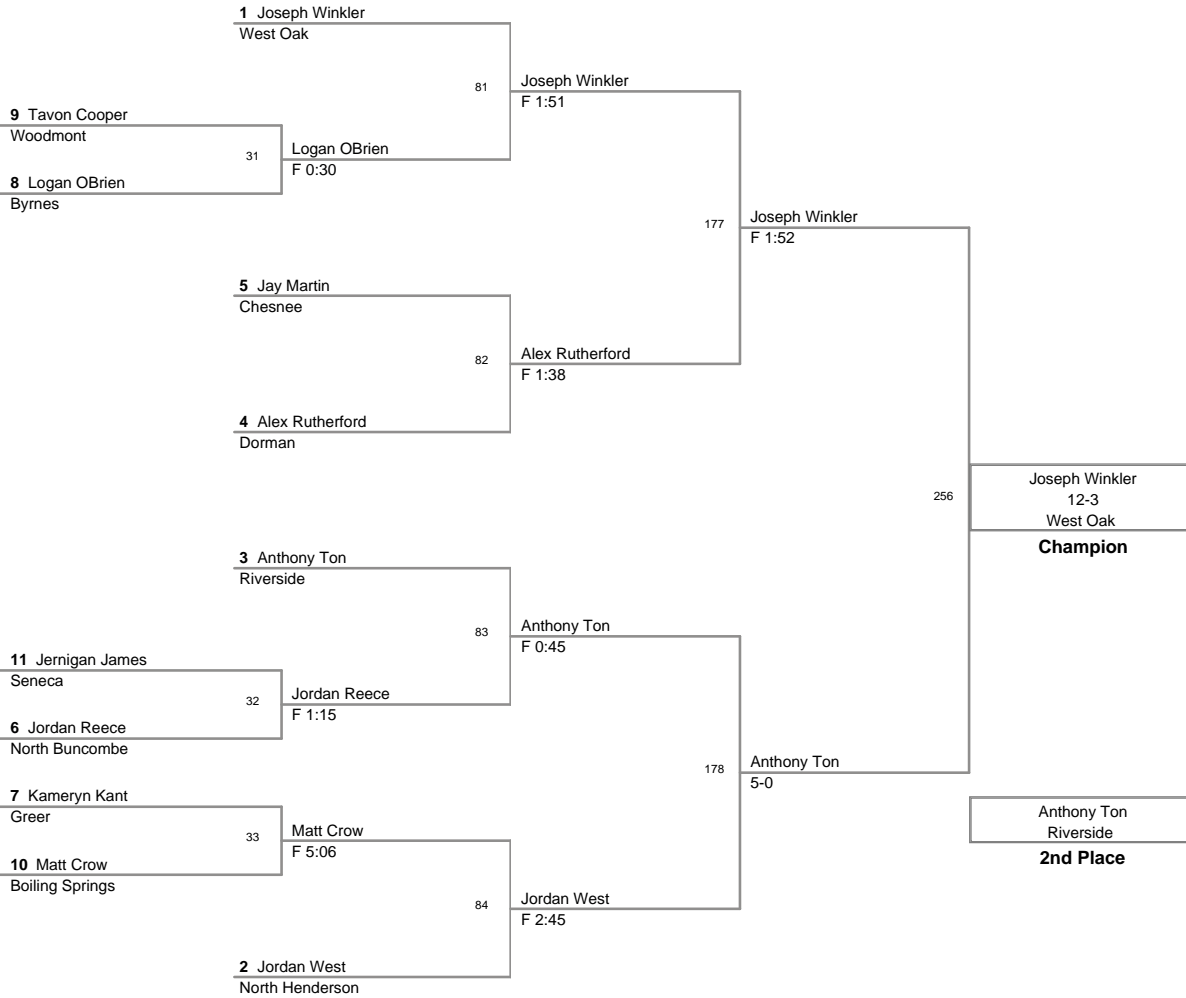 1 Joseph Winkler
West Oak
81
Joseph Winkler
F 1:51
9 Tavon Cooper
Woodmont
31
Logan OBrien
F 0:30
8 Logan OBrien
Byrnes
177
Joseph Winkler
F 1:52
5 Jay Martin
Chesnee
82
Alex Rutherford
F 1:38
4 Alex Rutherford
Dorman
256
Joseph Winkler
12-3
West Oak
Champion
3 Anthony Ton
Riverside
83
Anthony Ton
F 0:45
11 Jernigan James
Seneca
32
Jordan Reece
F 1:15
6 Jordan Reece
North Buncombe
178
Anthony Ton
5-0
7 Kameryn Kant
Greer
33
Matt Crow
F 5:06
10 Matt Crow
Boiling Springs
84
Jordan West
F 2:45
2 Jordan West
North Henderson
Anthony Ton
Riverside
2nd Place